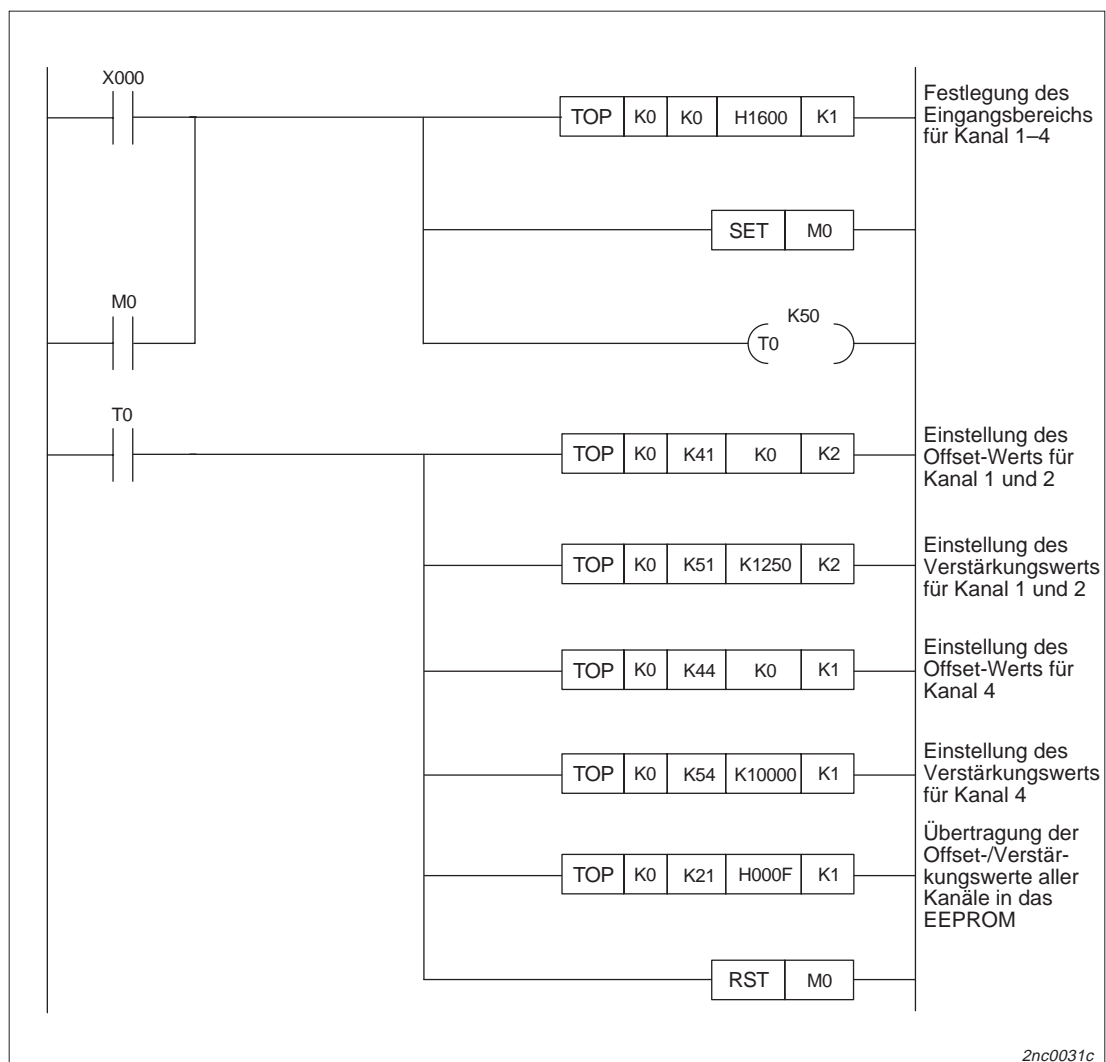 X000
TOP K0 K0 H1600 K1
Festlegung des
Eingangsbereichs
für Kanal 1–4
SET M0
M0
K50
T0
T0
TOP K0 K41 K0 K2
Einstellung des
Offset-Werts für
Kanal 1 und 2
TOP K0 K51 K1250 K2
Einstellung des
Verstärkungswerts
für Kanal 1 und 2
TOP K0 K44 K0 K1
Einstellung des
Offset-Werts für
Kanal 4
TOP K0 K54 K10000 K1
Einstellung des
Verstärkungswerts
für Kanal 4
TOP K0 K21 H000F K1
Übertragung der
Offset-/Verstär-
kungswerte aller
Kanäle in das
EEPROM
RST M0
2nc0031c